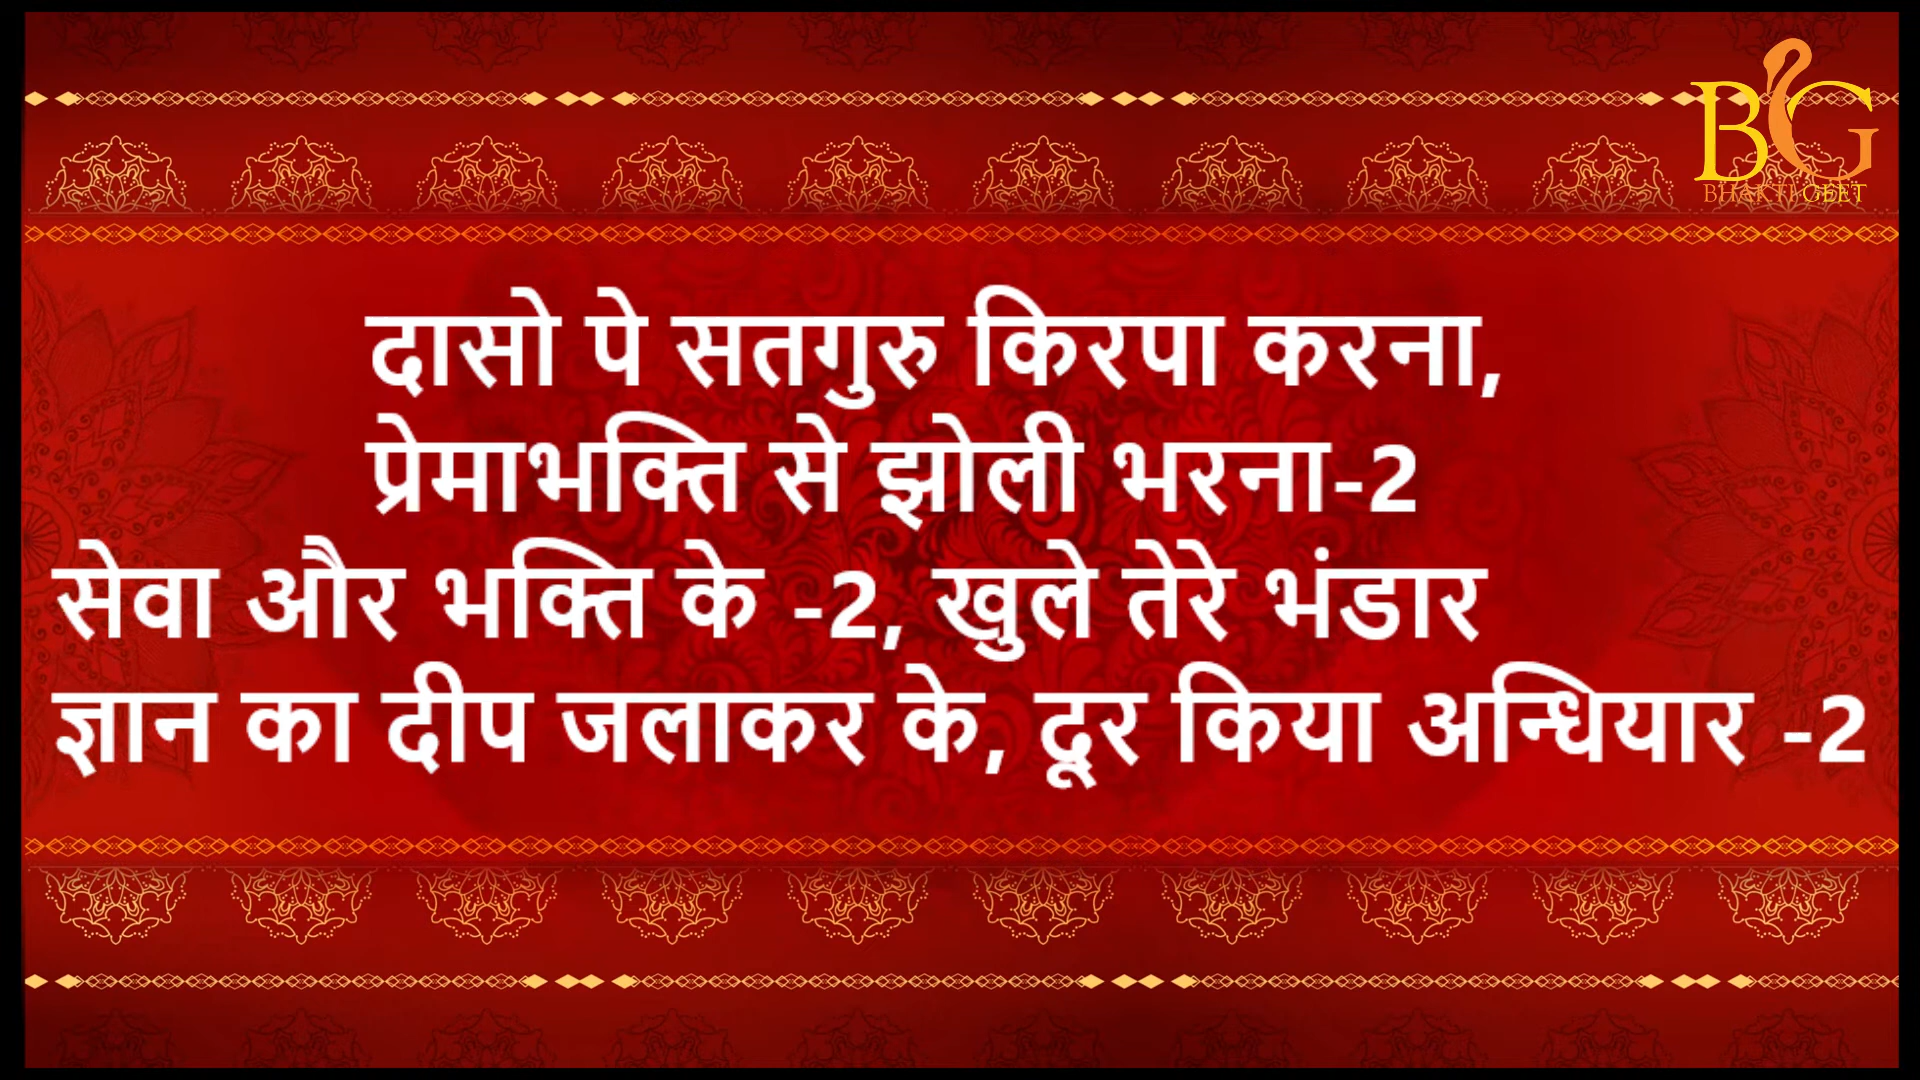 BG
BHAKTI GEET
दासो पे सतगुरु किरपा करना,
प्रेमाभक्ति से झोली भरना-2
सेवा और भक्ति के -2, खुले तेरे भंडार
ज्ञान का दीप जलाकर के, दूर किया अन्धियार -2